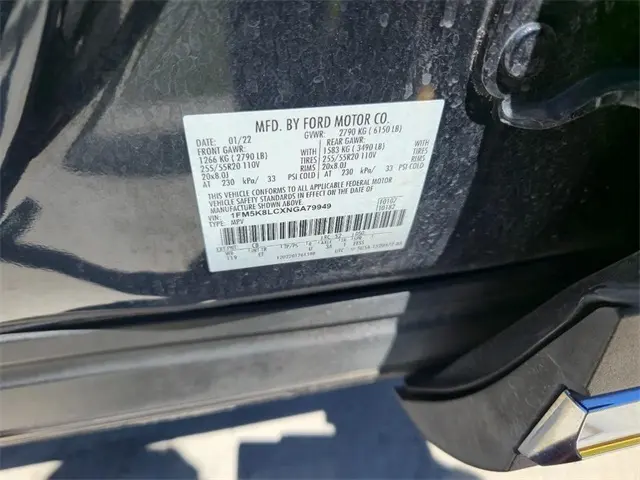 MFD. BY FORD MOTOR CO.
DATE: 01/22 GVWR: 2790 KG (6150 LB)
FRONT GAWR: REAR GAWR:
1266 KG (2790 LB) WITH 1583 KG (3490 LB) WITH
255/55R20 110V TIRES 255/55R20 110V TIRES
20x8.0J RIMS 20x8.0J RIMS
AT 230 kPa/ 33 PSI COLD AT 230 kPa/ 33 PSI COLD
THIS VEHICLE CONFORMS TO ALL APPLICABLE FEDERAL MOTOR
VEHICLE SAFETY AND BUMPER STANDARDS IN EFFECT ON THE DATE OF
MANUFACTURE SHOWN ABOVE.
VIN: 1FM5K8LCXNGA79949
TYPE: MPV